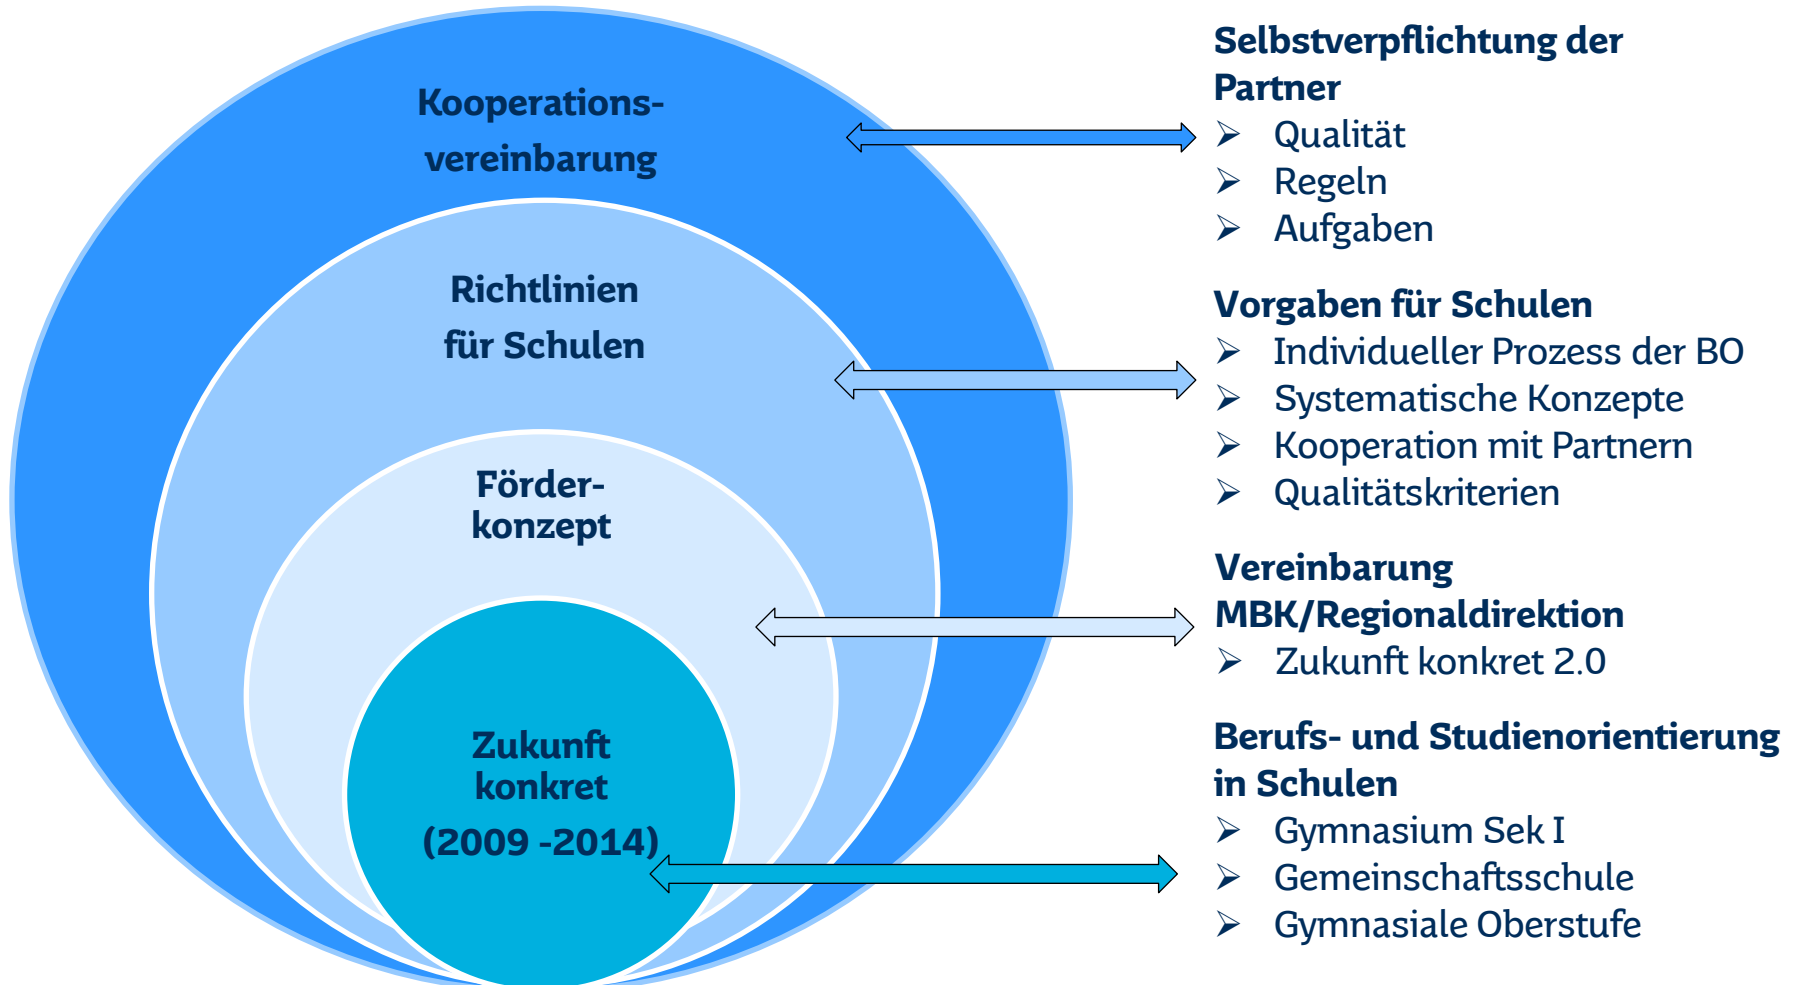 Kooperations-
vereinbarung
Richtlinien
für Schulen
Förder-
konzept
Zukunft
konkret
(2009 -2014)
Selbstverpflichtung der
Partner
➢ Qualität
➢ Regeln
➢ Aufgaben
Vorgaben für Schulen
➢ Individueller Prozess der BO
➢ Systematische Konzepte
➢ Kooperation mit Partnern
➢ Qualitätskriterien
Vereinbarung
MBK/Regionaldirektion
➢ Zukunft konkret 2.0
Berufs- und Studienorientierung
in Schulen
➢ Gymnasium Sek I
➢ Gemeinschaftsschule
➢ Gymnasiale Oberstufe